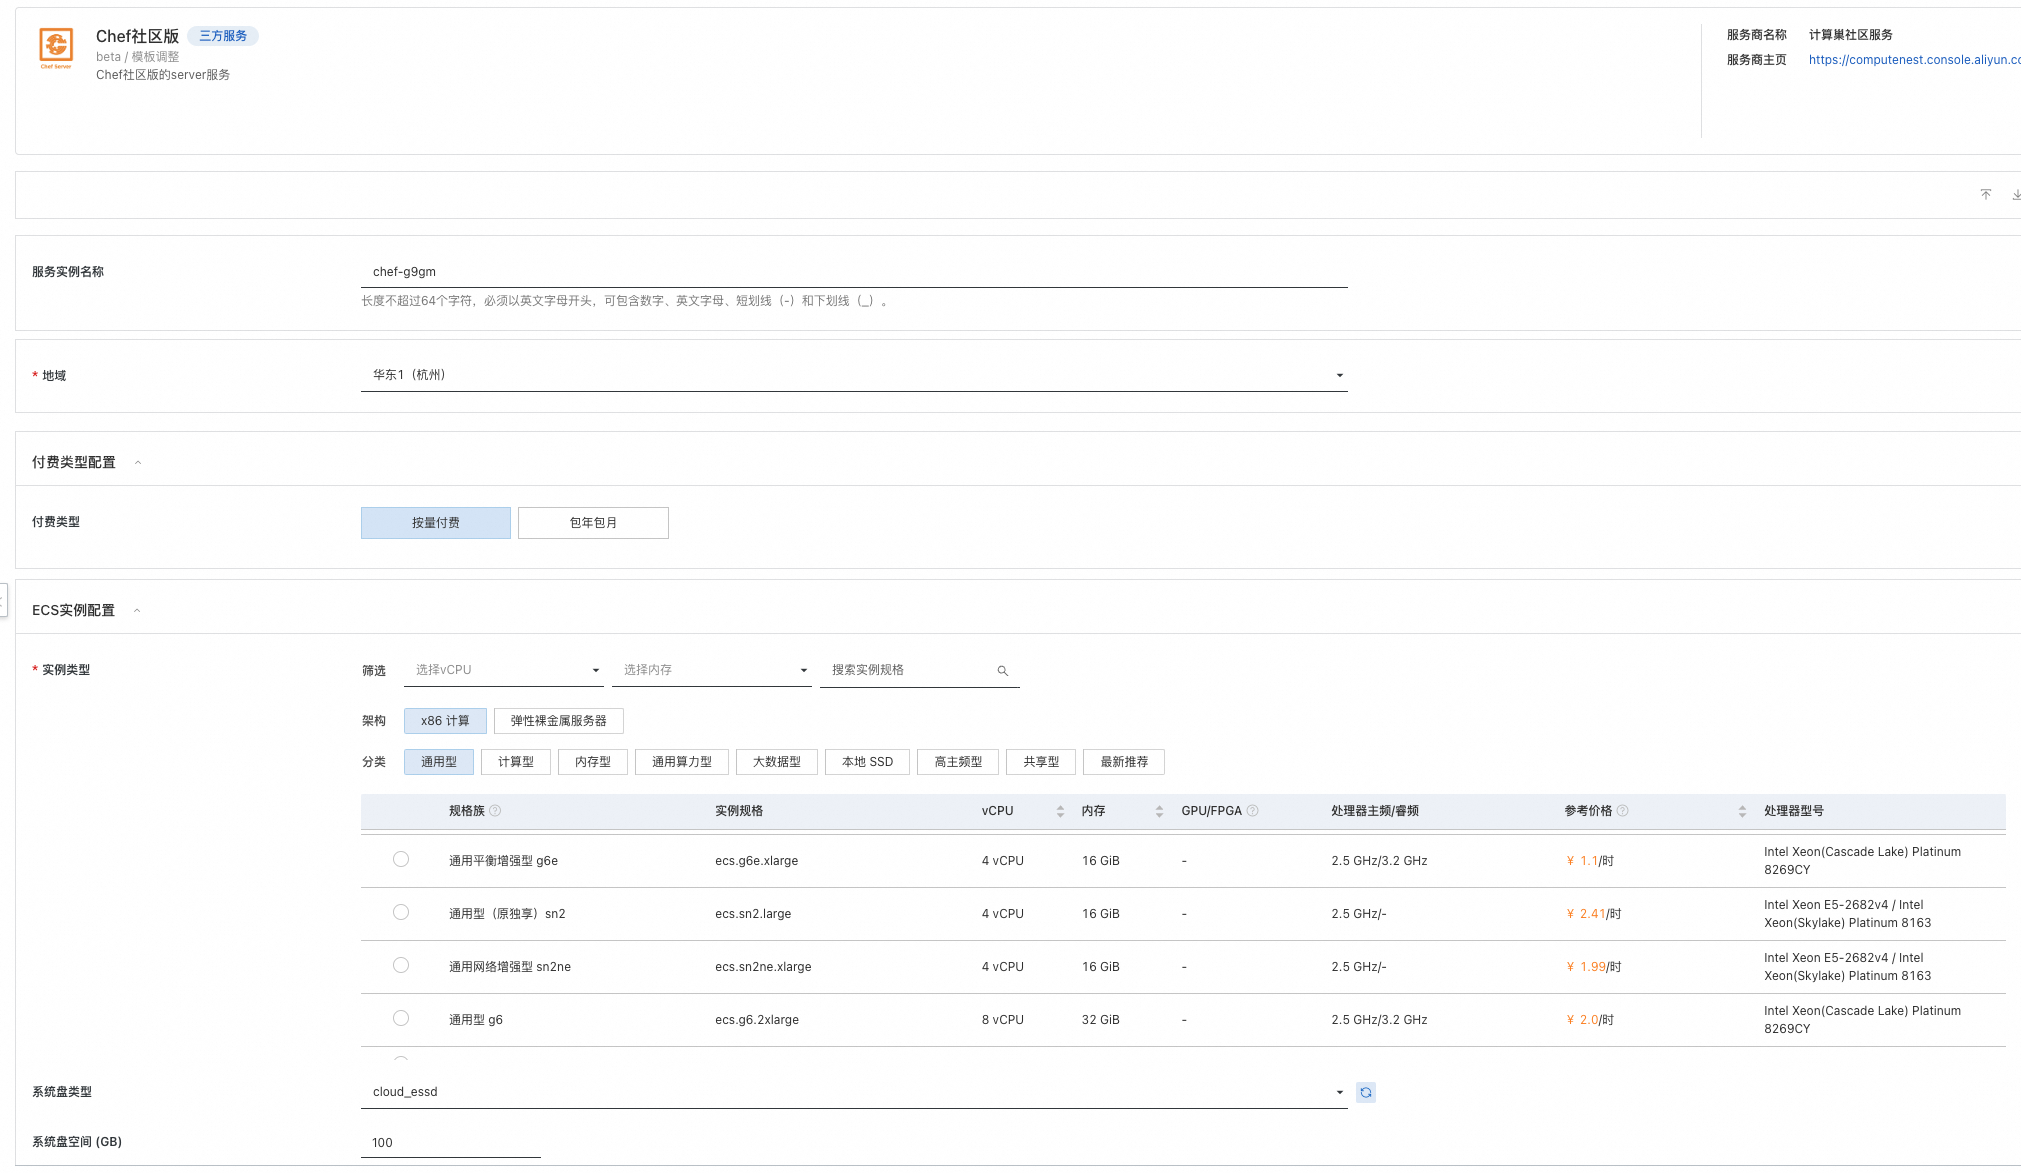 Chef社区版 三方服务
beta / 模板调整
Chef社区版的server服务
Chef Server
服务商名称 计算巢社区服务
服务商主页 https://computenest.console.aliyun.co
服务实例名称 chef-g9gm
长度不超过64个字符，必须以英文字母开头，可包含数字、英文字母、短划线（-）和下划线（_）。
* 地域 华东1（杭州）
付费类型配置
付费类型 按量付费 包年包月
ECS实例配置
* 实例类型 筛选 选择vCPU 选择内存 搜索实例规格
架构 x86 计算 弹性裸金属服务器
分类 通用型 计算型 内存型 通用算力型 大数据型 本地 SSD 高主频型 共享型 最新推荐
规格族 实例规格 vCPU 内存 GPU/FPGA 处理器主频/睿频 参考价格 处理器型号
通用平衡增强型 g6e ecs.g6e.xlarge 4 vCPU 16 GiB - 2.5 GHz/3.2 GHz ¥ 1.1/时 Intel Xeon(Cascade Lake) Platinum
8269CY
通用型（原独享）sn2 ecs.sn2.large 4 vCPU 16 GiB - 2.5 GHz/- ¥ 2.41/时 Intel Xeon E5-2682v4 / Intel
Xeon(Skylake) Platinum 8163
通用网络增强型 sn2ne ecs.sn2ne.xlarge 4 vCPU 16 GiB - 2.5 GHz/- ¥ 1.99/时 Intel Xeon E5-2682v4 / Intel
Xeon(Skylake) Platinum 8163
通用型 g6 ecs.g6.2xlarge 8 vCPU 32 GiB - 2.5 GHz/3.2 GHz ¥ 2.0/时 Intel Xeon(Cascade Lake) Platinum
8269CY
系统盘类型 cloud_essd
系统盘空间 (GB) 100